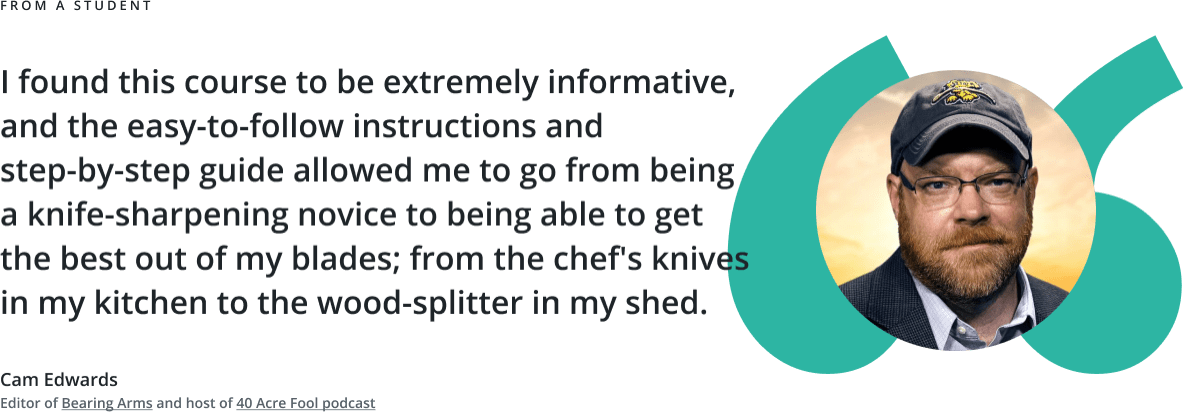 FROM A STUDENT
I found this course to be extremely informative,
and the easy-to-follow instructions and
step-by-step guide allowed me to go from being
a knife-sharpening novice to being able to get
the best out of my blades; from the chef's knives
in my kitchen to the wood-splitter in my shed.
Cam Edwards
Editor of Bearing Arms and host of 40 Acre Fool podcast